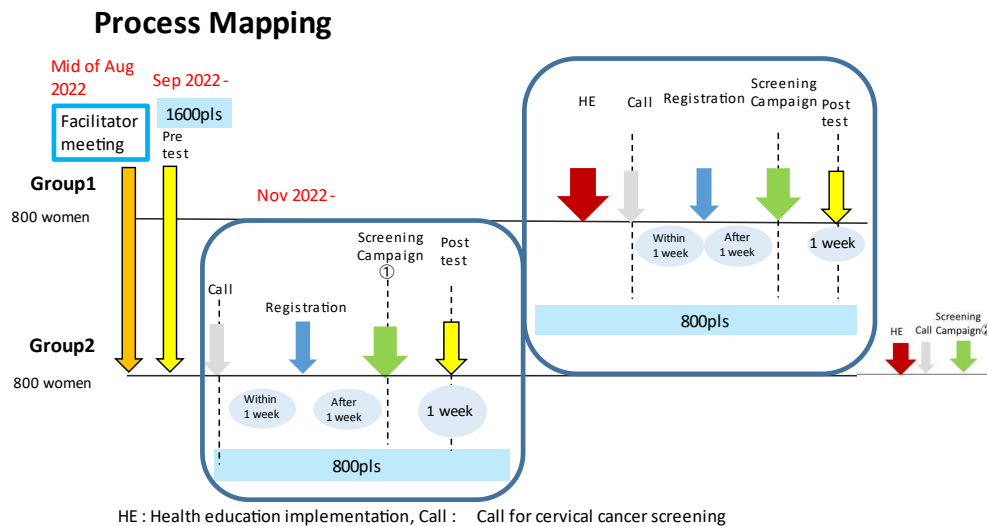 Process Mapping
Mid of Aug
2022
Sep 2022 -
Facilitator
meeting
1600pls
Pre
test
Group1
800 women
HE
Call
Registration
Screening
Campaign
Post
test
Within
1 week
After
1 week
1 week
800pls
Nov 2022 -
Call
Registration
Screening
Campaign
①
Post
test
Group2
800 women
Within
1 week
After
1 week
1 week
800pls
HE
Call
Screening
Campaign②
HE : Health education implementation, Call : Call for cervical cancer screening